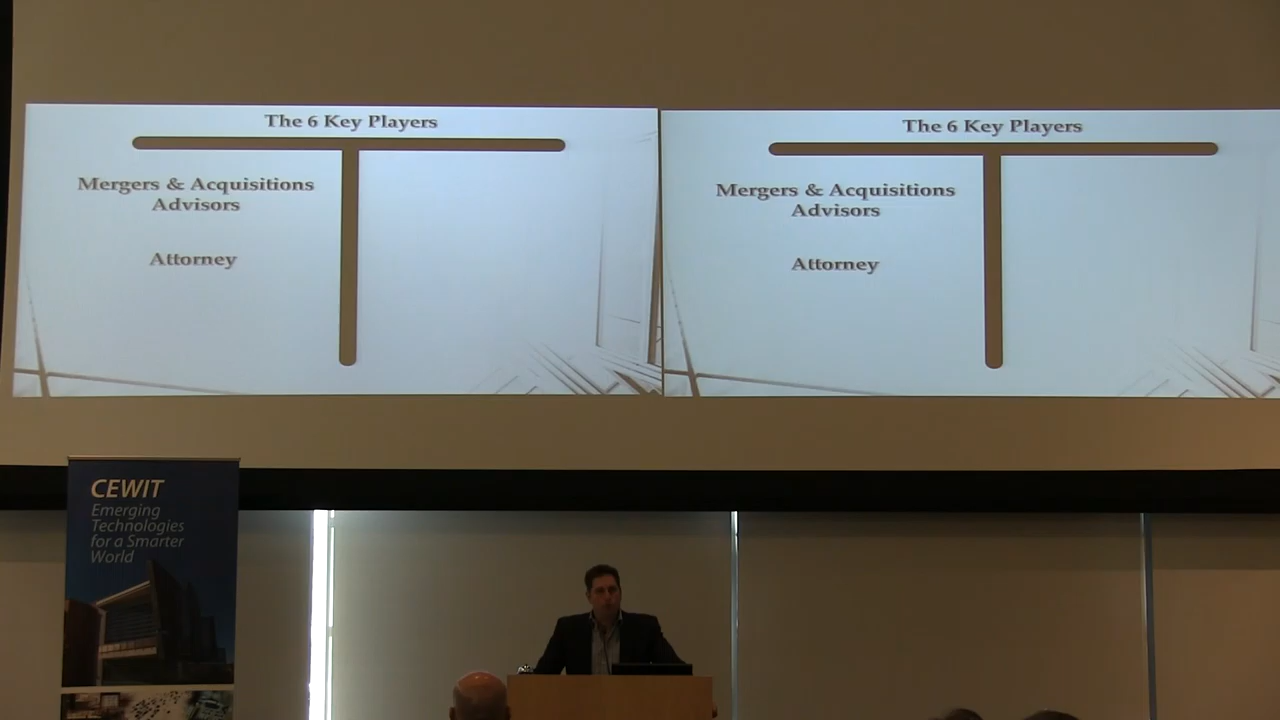 The 6 Key Players
Mergers & Acquisitions
Advisors
Attorney
The 6 Key Players
Mergers & Acquisitions
Advisors
Attorney
CEWIT
Emerging
Technologies
for a Smarter
World